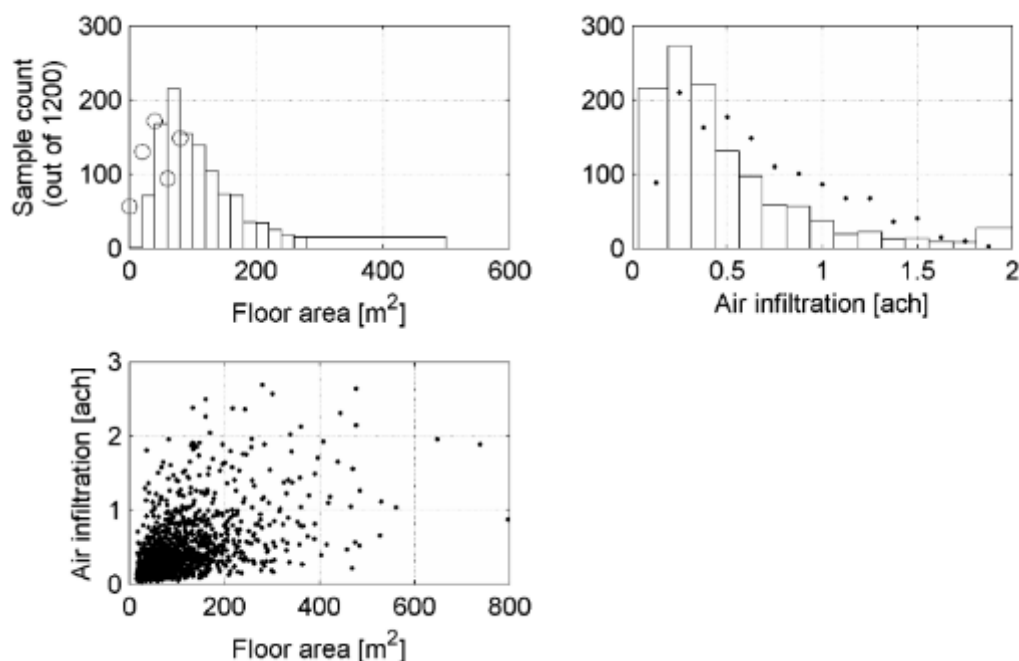 Sample count
(out of 1200)
300
200
100
0
0 200 400 600
Floor area [m²]
300
200
100
0
0 0.5 1 1.5 2
Air infiltration [ach]
Air infiltration [ach]
3
2
1
0
0 200 400 600 800
Floor area [m²]